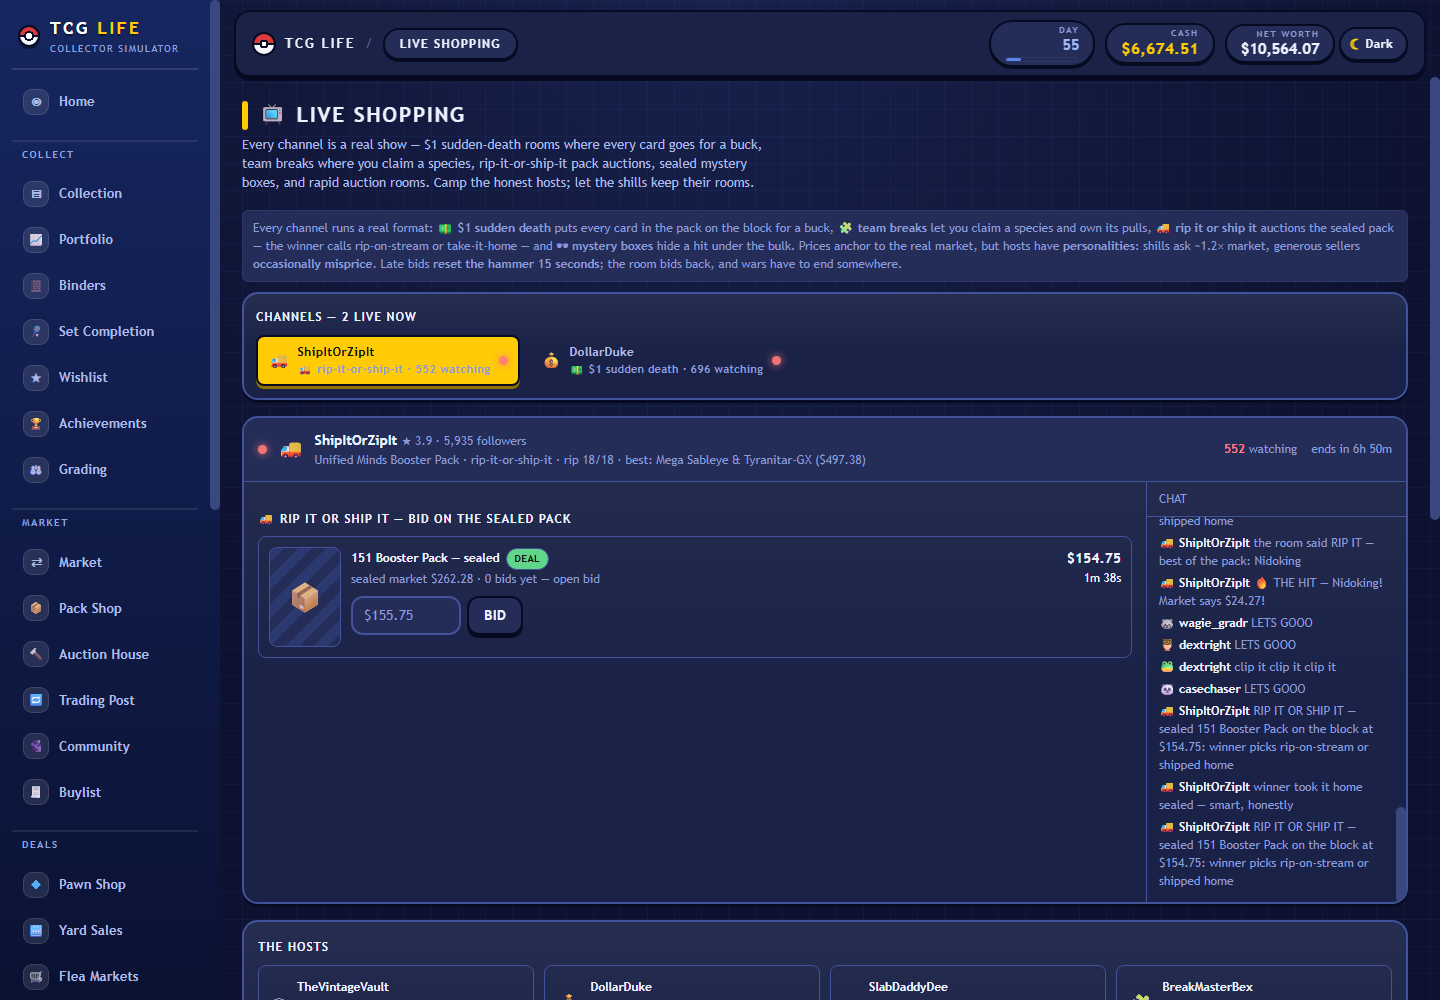 TCG LIFE
COLLECTOR SIMULATOR
Home
COLLECT
Collection
Portfolio
Binders
Set Completion
Wishlist
Achievements
Grading
MARKET
Market
Pack Shop
Auction House
Trading Post
Community
Buylist
DEALS
Pawn Shop
Yard Sales
Flea Markets
TCG LIFE / LIVE SHOPPING
DAY
55
CASH
$6,674.51
NET WORTH
$10,564.07
Dark
LIVE SHOPPING
Every channel is a real show — $1 sudden-death rooms where every card goes for a buck,
team breaks where you claim a species, rip-it-or-ship-it pack auctions, sealed mystery
boxes, and rapid auction rooms. Camp the honest hosts; let the shills keep their rooms.
Every channel runs a real format: $1 sudden death puts every card in the pack on the block for a buck, team breaks let you claim a species and own its pulls, rip it or ship it auctions the sealed pack
— the winner calls rip-on-stream or take-it-home — and mystery boxes hide a hit under the bulk. Prices anchor to the real market, but hosts have personalities: shills ask ~1.2× market, generous sellers
occasionally misprice. Late bids reset the hammer 15 seconds; the room bids back, and wars have to end somewhere.
CHANNELS — 2 LIVE NOW
ShipItOrZipIt
rip-it-or-ship-it · 552 watching
DollarDuke
$1 sudden death · 696 watching
ShipItOrZipIt ★ 3.9 · 5,935 followers
Unified Minds Booster Pack · rip-it-or-ship-it · rip 18/18 · best: Mega Sableye & Tyranitar-GX ($497.38)
552 watching ends in 6h 50m
RIP IT OR SHIP IT — BID ON THE SEALED PACK
151 Booster Pack — sealed DEAL
sealed market $262.28 · 0 bids yet — open bid
$155.75 BID
$154.75
1m 38s
CHAT
shipped home
ShipItOrZipIt the room said RIP IT —
best of the pack: Nidoking
ShipItOrZipIt THE HIT — Nidoking!
Market says $24.27!
wagie_gradr LETS GOOO
dextright LETS GOOO
dextright clip it clip it clip it
casechaser LETS GOOO
ShipItOrZipIt RIP IT OR SHIP IT —
sealed 151 Booster Pack on the block at
$154.75: winner picks rip-on-stream or
shipped home
ShipItOrZipIt winner took it home
sealed — smart, honestly
ShipItOrZipIt RIP IT OR SHIP IT —
sealed 151 Booster Pack on the block at
$154.75: winner picks rip-on-stream or
shipped home
THE HOSTS
TheVintageVault
DollarDuke
SlabDaddyDee
BreakMasterBex